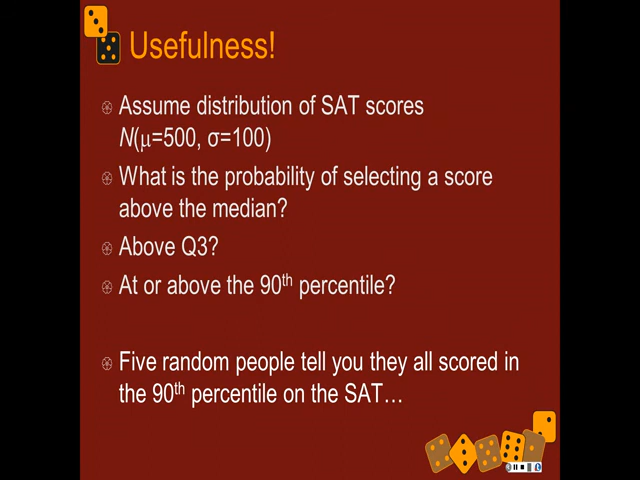 Usefulness!
Assume distribution of SAT scores
N(μ=500, σ=100)
What is the probability of selecting a score
above the median?
Above Q3?
At or above the 90th percentile?
Five random people tell you they all scored in
the 90th percentile on the SAT…